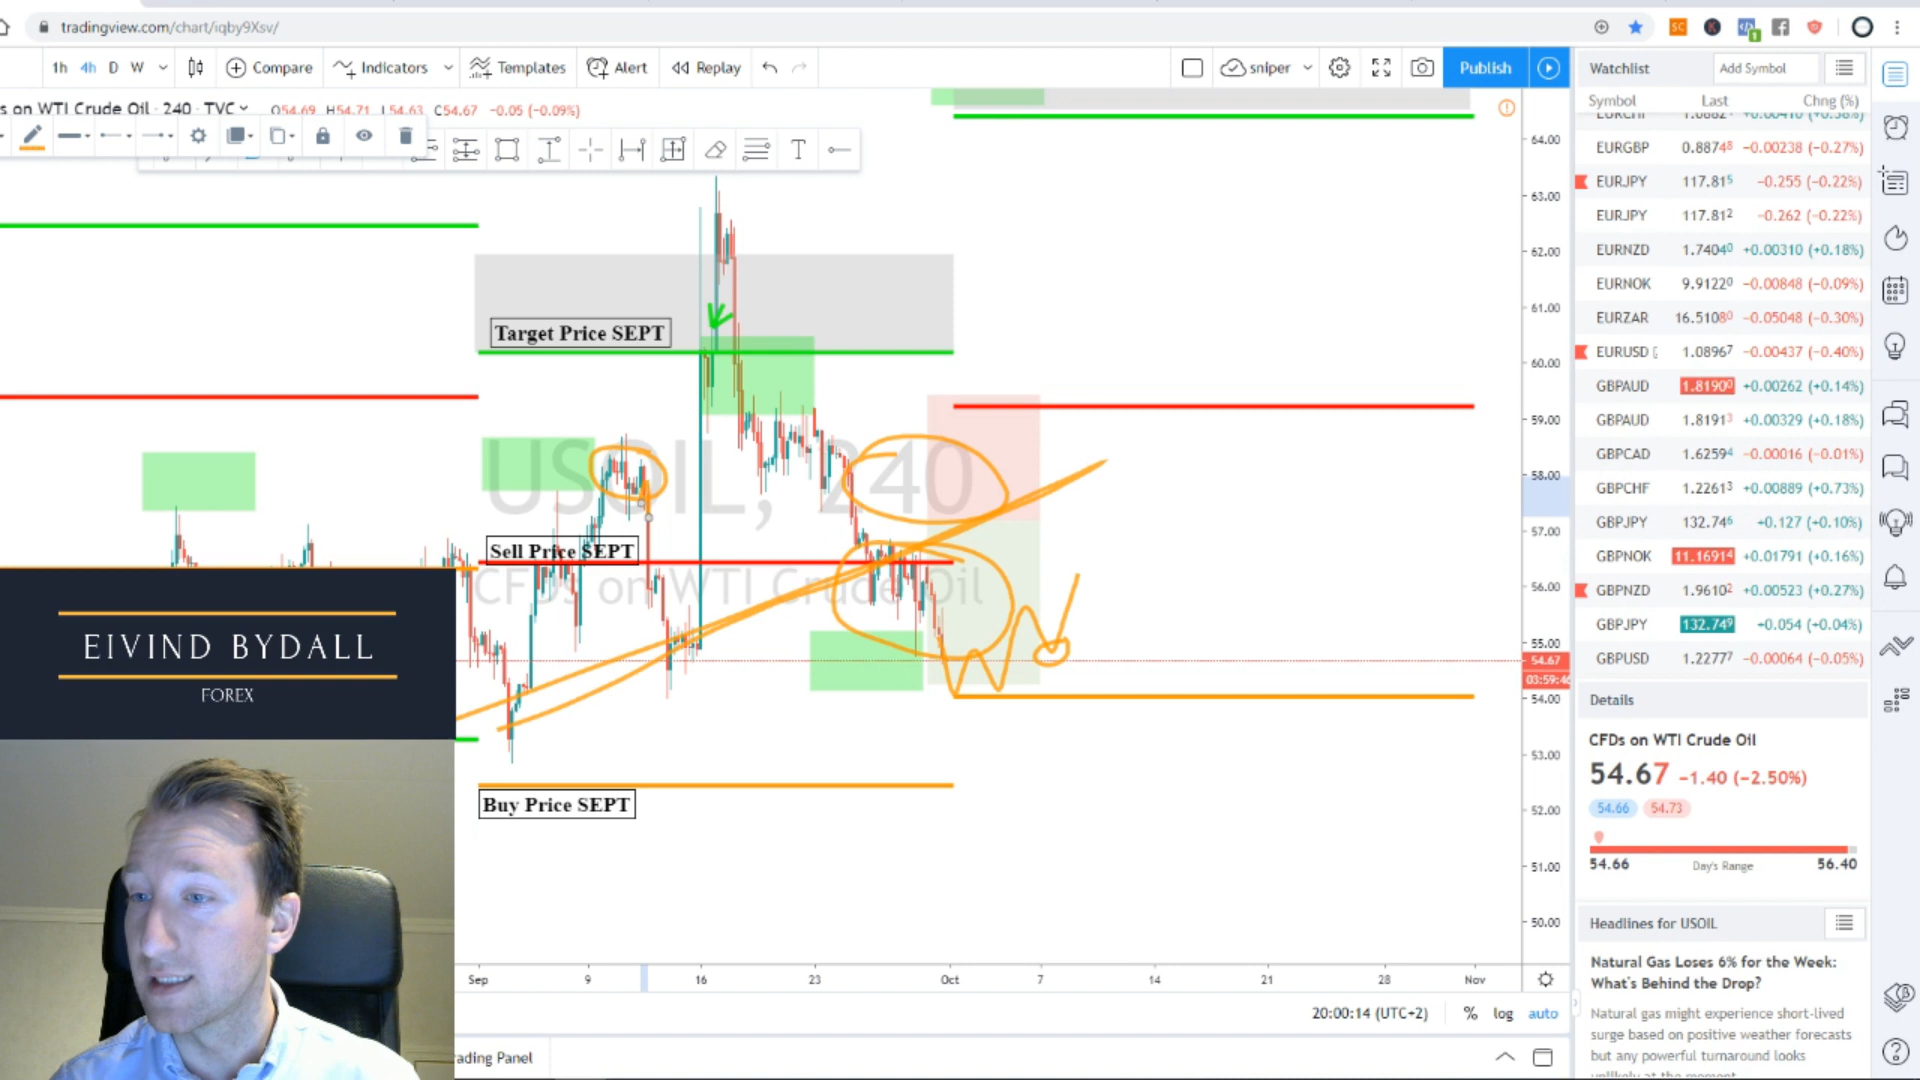 tradingview.com/chart/iqby9Xsv/
1h 4h D W Compare Indicators Templates Alert Replay sniper Publish
s on WTI Crude Oil · 240 · TVC O54.69 H54.71 L54.63 C54.67 -0.05 (-0.09%)
Watchlist Add Symbol
Symbol Last Chng (%)
EURGBP 0.88748 -0.00238 (-0.27%)
EURJPY 117.815 -0.255 (-0.22%)
EURJPY 117.812 -0.262 (-0.22%)
EURNZD 1.74040 +0.00310 (+0.18%)
EURNOK 9.91220 -0.00848 (-0.09%)
EURZAR 16.51080 -0.05048 (-0.30%)
EURUSD 1.08967 -0.00437 (-0.40%)
GBPAUD 1.81900 +0.00262 (+0.14%)
GBPAUD 1.81913 +0.00329 (+0.18%)
GBPCAD 1.62594 -0.00016 (-0.01%)
GBPCHF 1.22613 +0.00889 (+0.73%)
GBPJPY 132.746 +0.127 (+0.10%)
GBPNOK 11.16914 +0.01791 (+0.16%)
GBPNZD 1.96102 +0.00523 (+0.27%)
GBPJPY 132.749 +0.054 (+0.04%)
GBPUSD 1.22777 -0.00064 (-0.05%)
Details
CFDs on WTI Crude Oil
54.67 -1.40 (-2.50%)
54.66 54.73
54.66 Day's Range 56.40
Headlines for USOIL
Natural Gas Loses 6% for the Week:
What's Behind the Drop?
Natural gas might experience short-lived
surge based on positive weather forecasts
but any powerful turnaround looks
unlikely at the moment
Target Price SEPT
Sell Price SEPT
Buy Price SEPT
USOIL, 240
CFDs on WTI Crude Oil
64.00
63.00
62.00
61.00
60.00
59.00
58.00
57.00
56.00
55.00
54.67
03:59:46
54.00
53.00
52.00
51.00
50.00
Sep 9 16 23 Oct 7 14 21 28 Nov
20:00:14 (UTC+2) % log auto
ading Panel
EIVIND BYDALL
FOREX